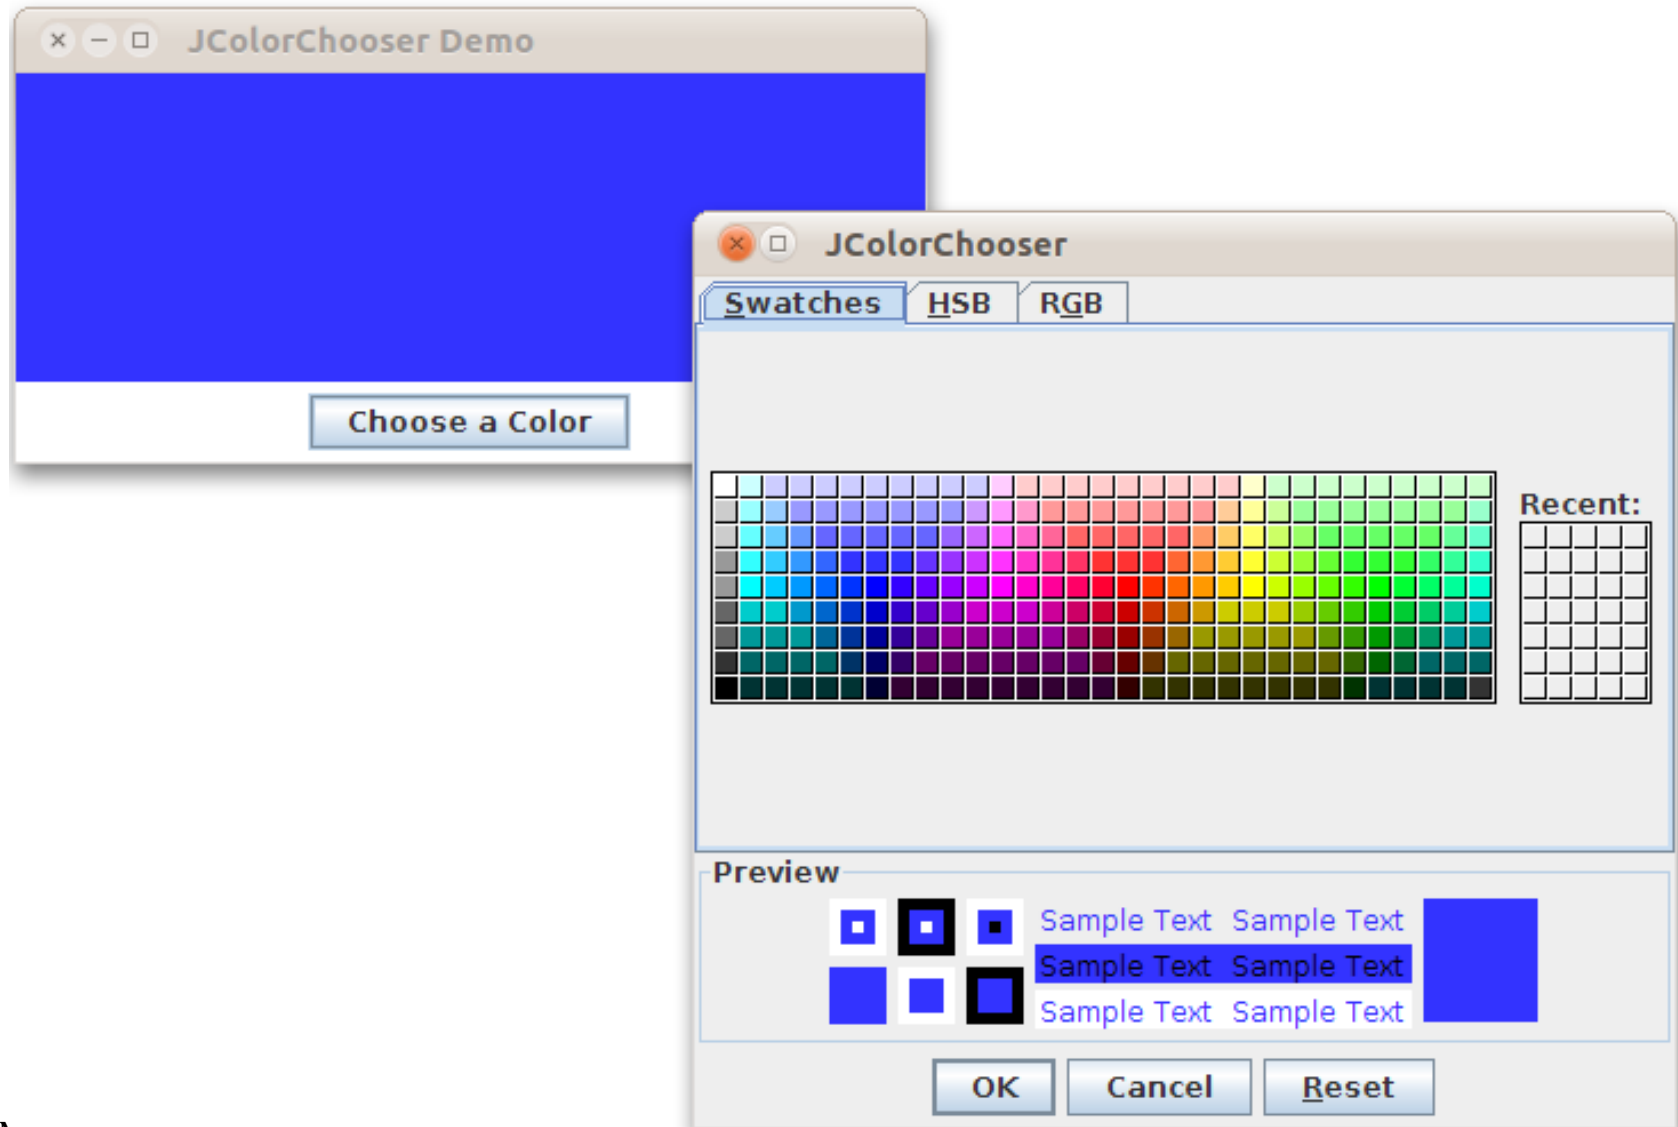 JColorChooser Demo
Choose a Color
JColorChooser
Swatches HSB RGB
Recent:
Preview
Sample Text Sample Text
Sample Text Sample Text
Sample Text Sample Text
OK Cancel Reset